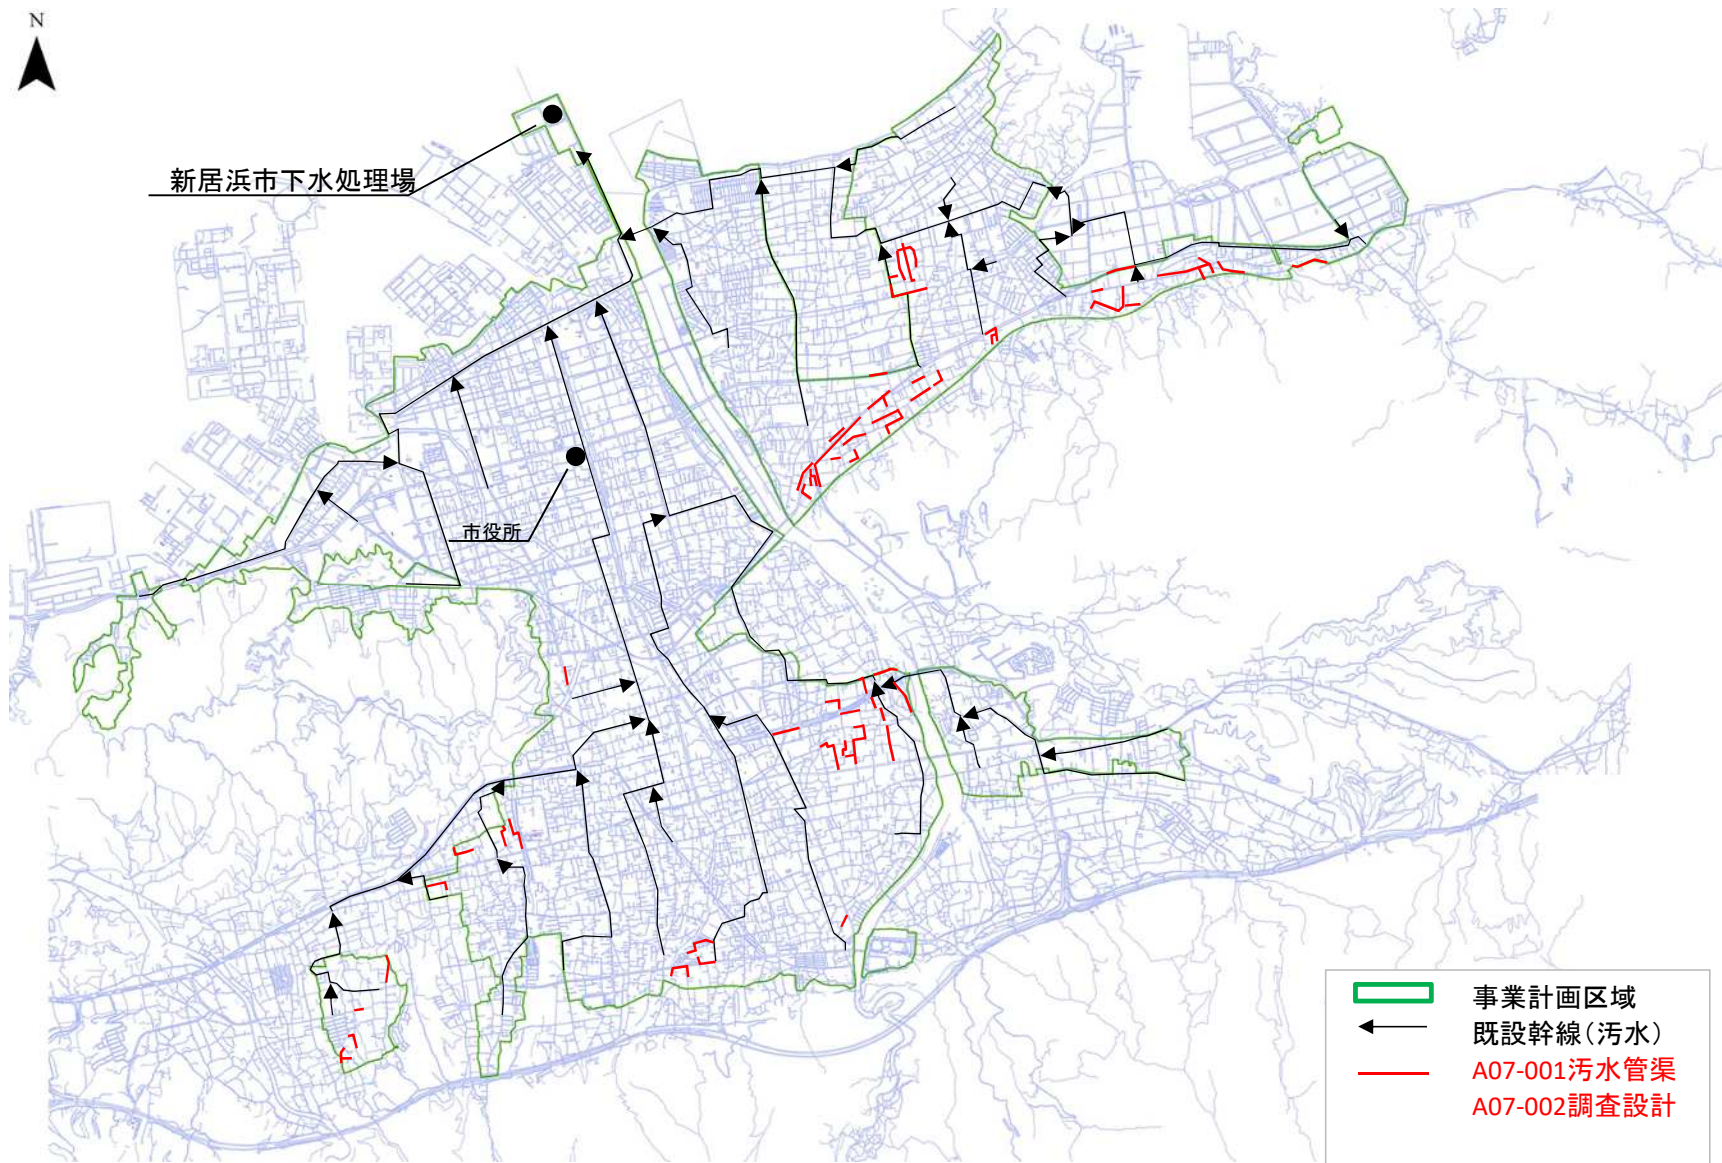 N
新居浜市下水処理場
市役所
事業計画区域
既設幹線(汚水)
A07-001汚水管渠
A07-002調査設計